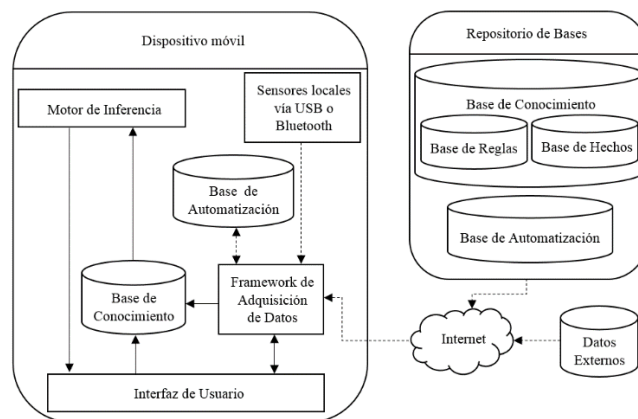 Dispositivo móvil
Motor de Inferencia
Sensores locales
vía USB o
Bluetooth
Base de
Automatización
Base de
Conocimiento
Framework de
Adquisición
de Datos
Interfaz de Usuario
Repositorio de Bases
Base de Conocimiento
Base de Reglas
Base de Hechos
Base de Automatización
Internet
Datos
Externos